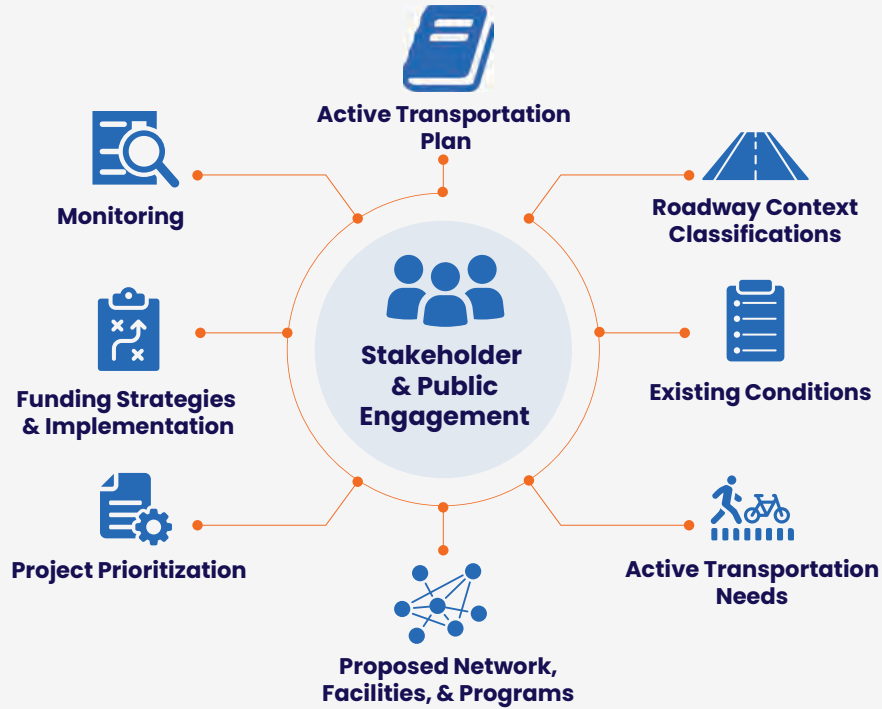 Active Transportation
Plan
Monitoring
Roadway Context
Classifications
Stakeholder
& Public
Engagement
Funding Strategies
& Implementation
Existing Conditions
Project Prioritization
Active Transportation
Needs
Proposed Network,
Facilities, & Programs